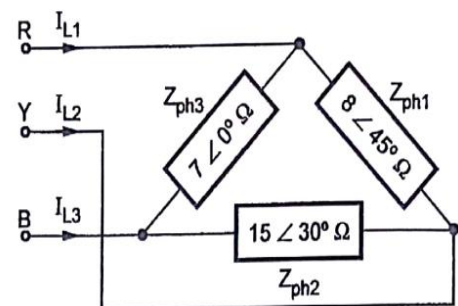 R I_L1
Z_ph3 Z_ph1
7 ∠ 0° Ω 8 ∠ 45° Ω
Y I_L2
B I_L3
15 ∠ 30° Ω
Z_ph2